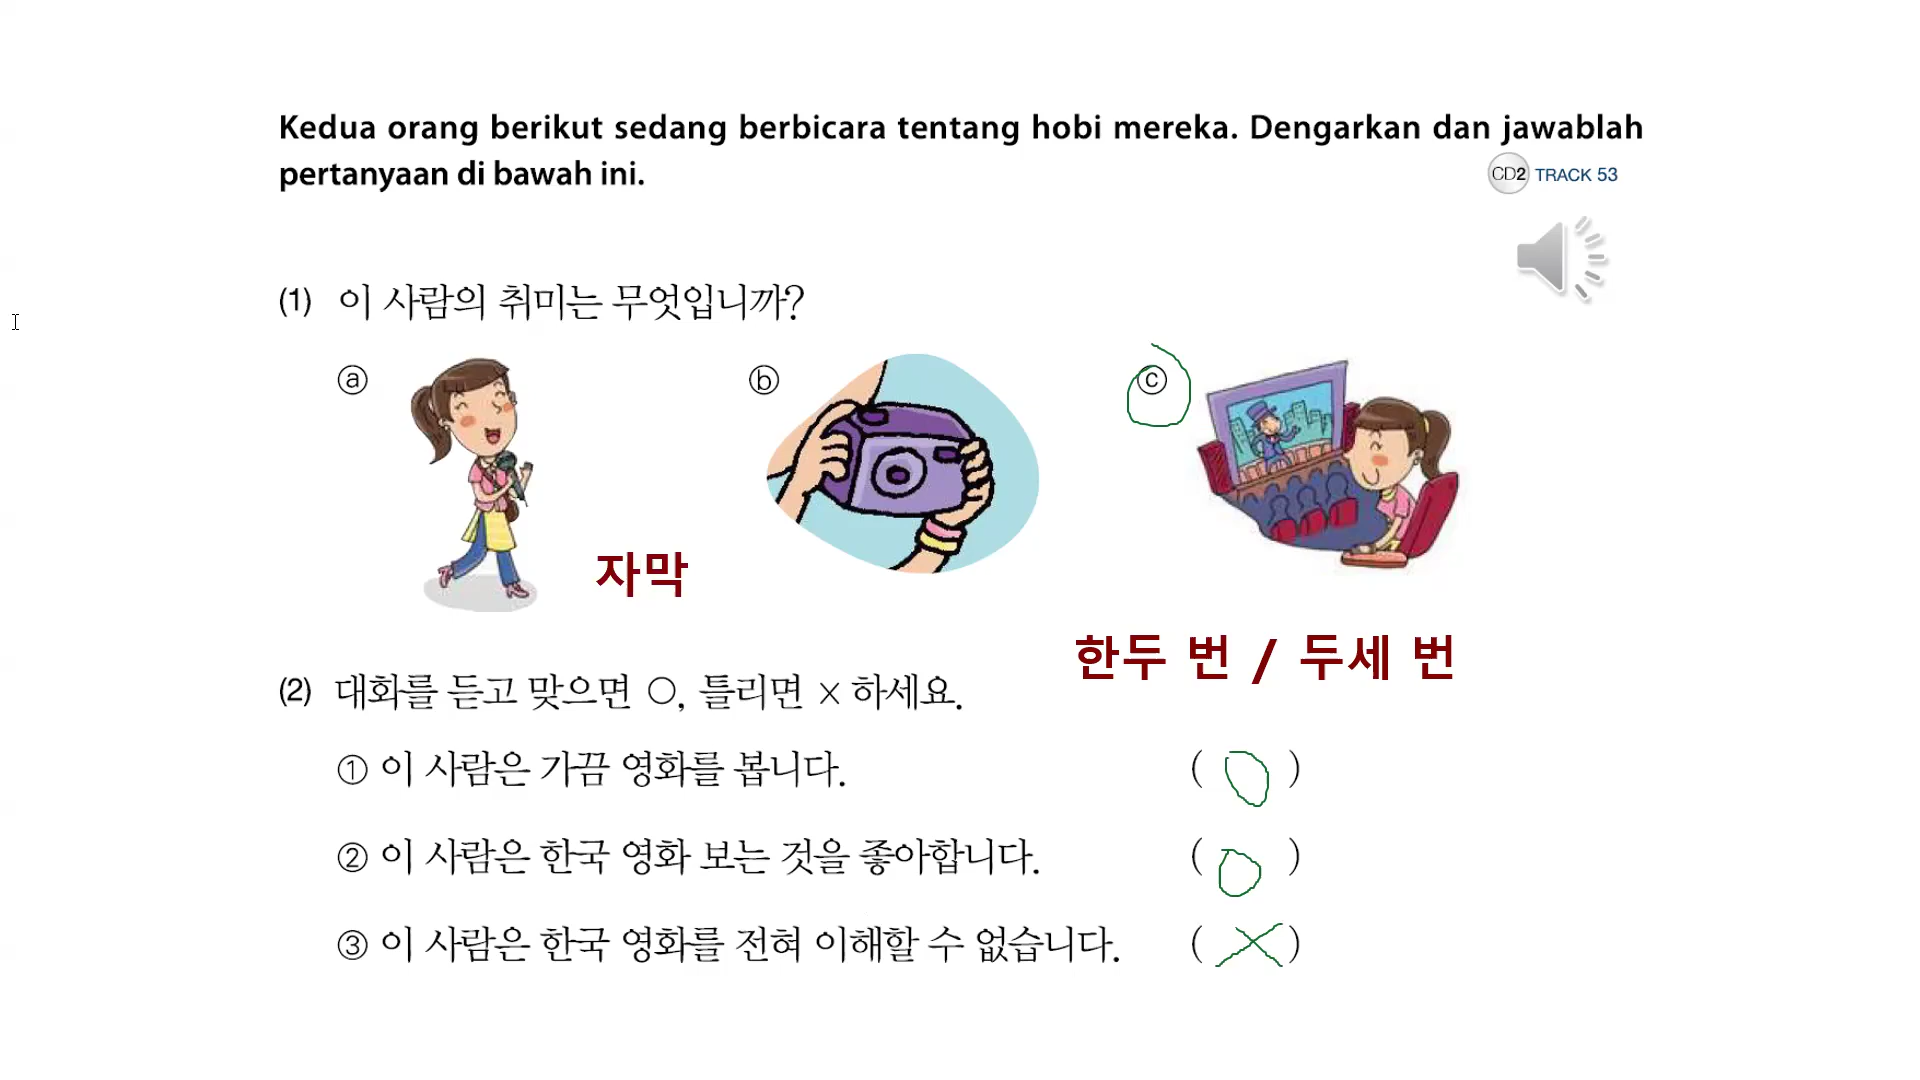 Kedua orang berikut sedang berbicara tentang hobi mereka. Dengarkan dan jawablah
pertanyaan di bawah ini.
CD2 TRACK 53
(1) 이 사람의 취미는 무엇입니까?
ⓐ ⓑ ⓒ
자막
한두 번 / 두세 번
(2) 대화를 듣고 맞으면 ○, 틀리면 × 하세요.
① 이 사람은 가끔 영화를 봅니다. ( ○ )
② 이 사람은 한국 영화 보는 것을 좋아합니다. ( ○ )
③ 이 사람은 한국 영화를 전혀 이해할 수 없습니다. ( × )